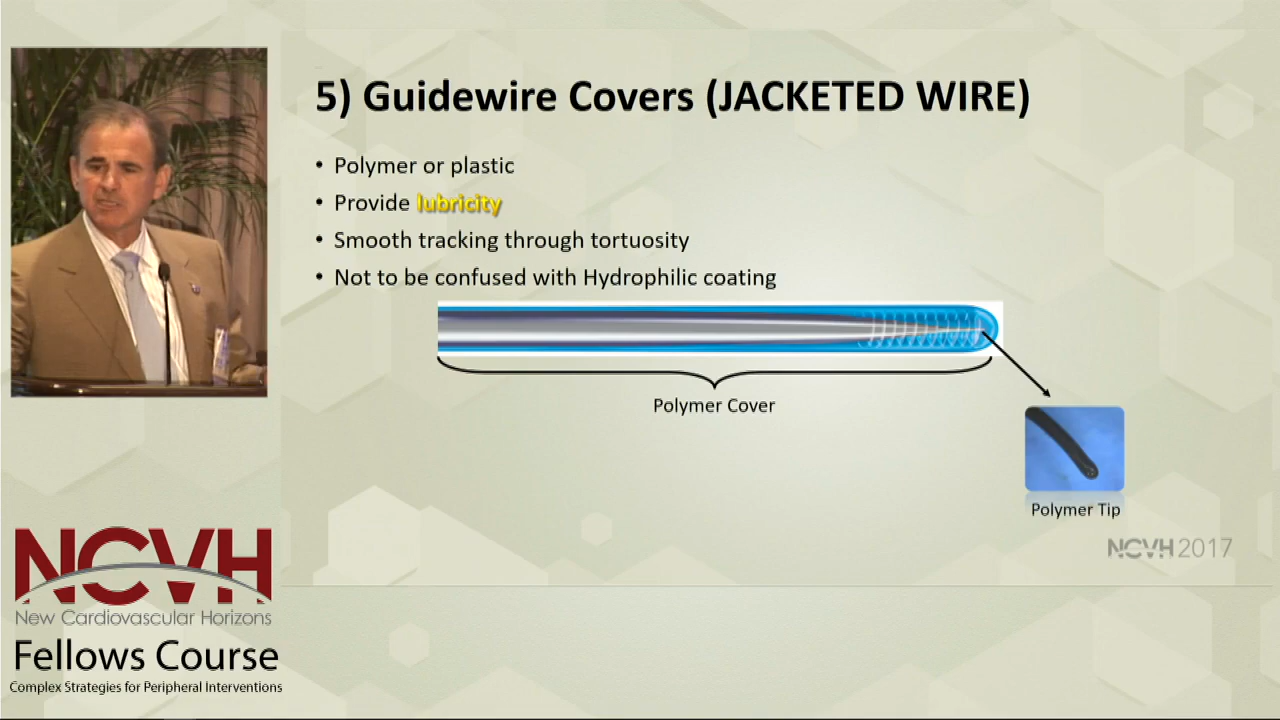 5) Guidewire Covers (JACKETED WIRE)
• Polymer or plastic
• Provide lubricity
• Smooth tracking through tortuosity
• Not to be confused with Hydrophilic coating
Polymer Cover
Polymer Tip
NCVH 2017
NCVH
New Cardiovascular Horizons
Fellows Course
Complex Strategies for Peripheral Interventions